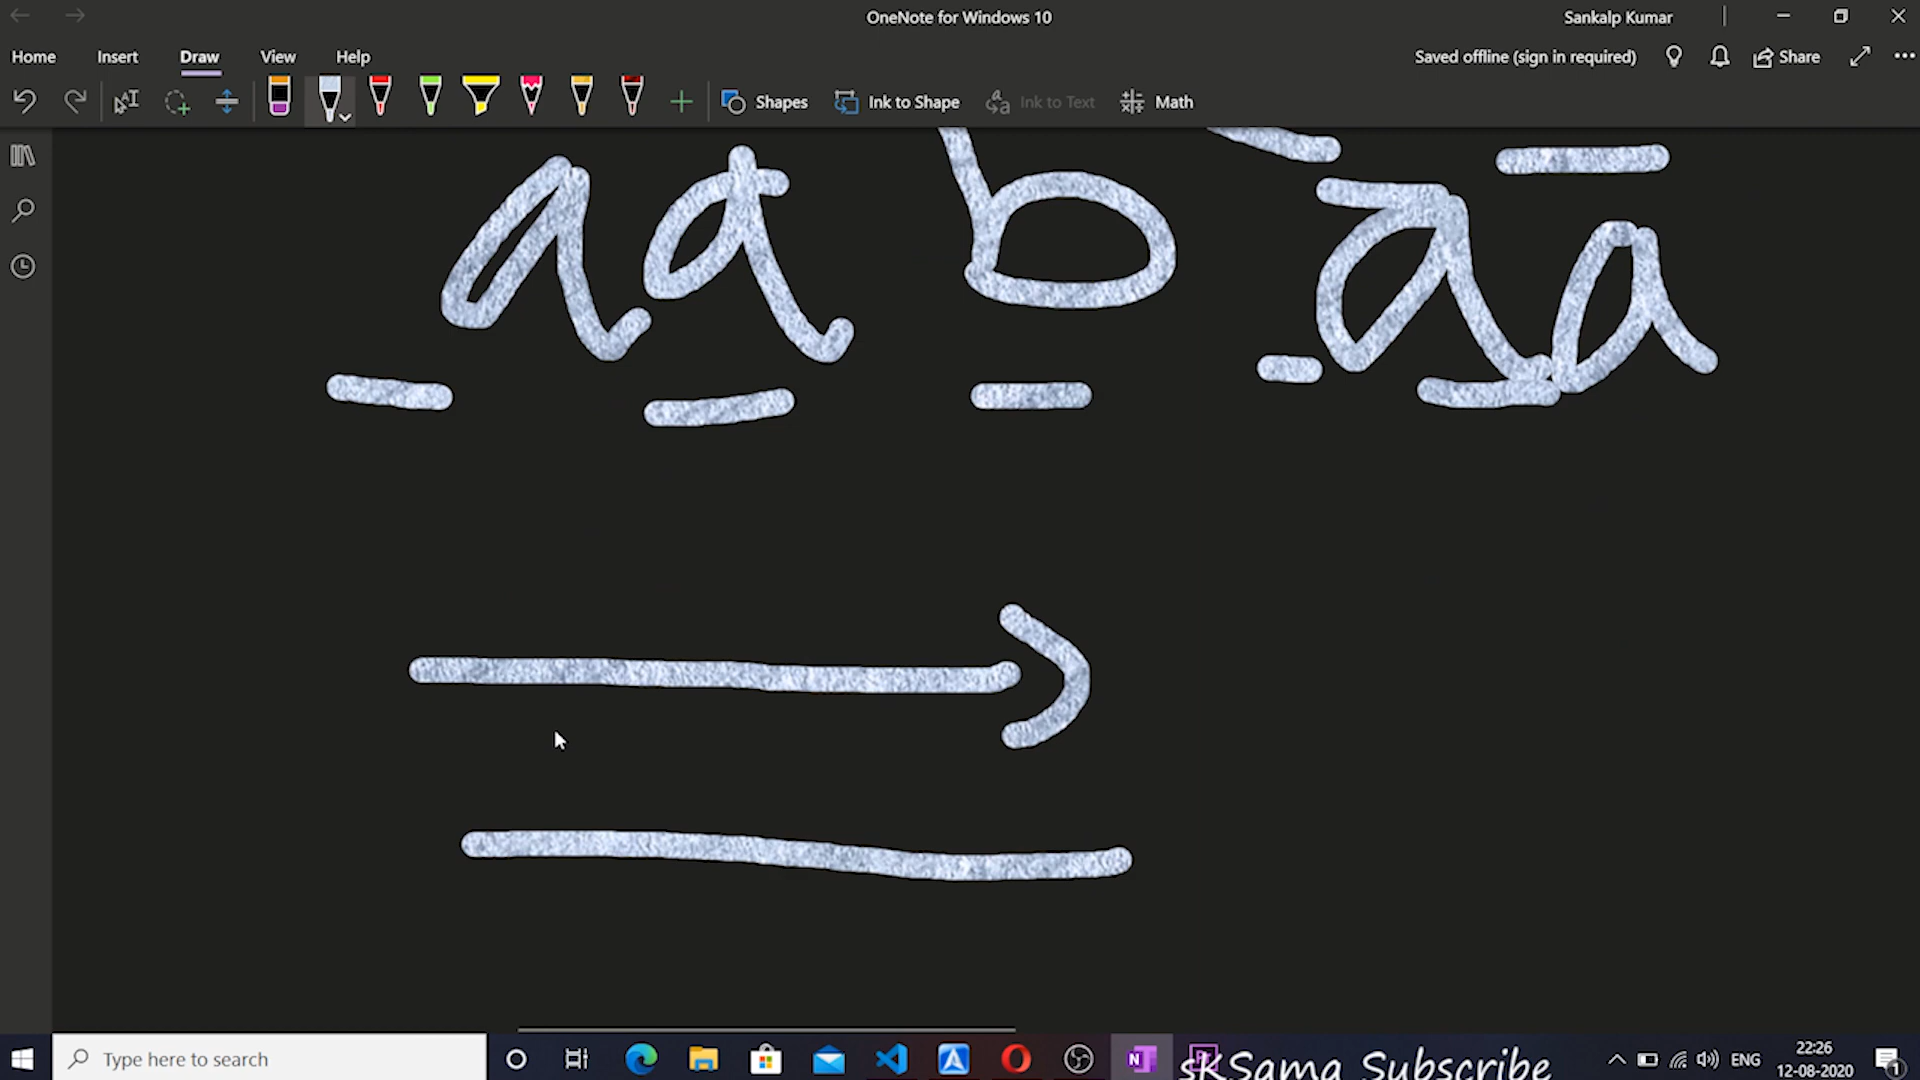 OneNote for Windows 10
Sankalp Kumar
Home Insert Draw View Help
Saved offline (sign in required)
Share
Shapes
Ink to Shape
Ink to Text
Math
aa b aa
Type here to search
sKSama Subscribe
ENG
22:26
12-08-2020
1